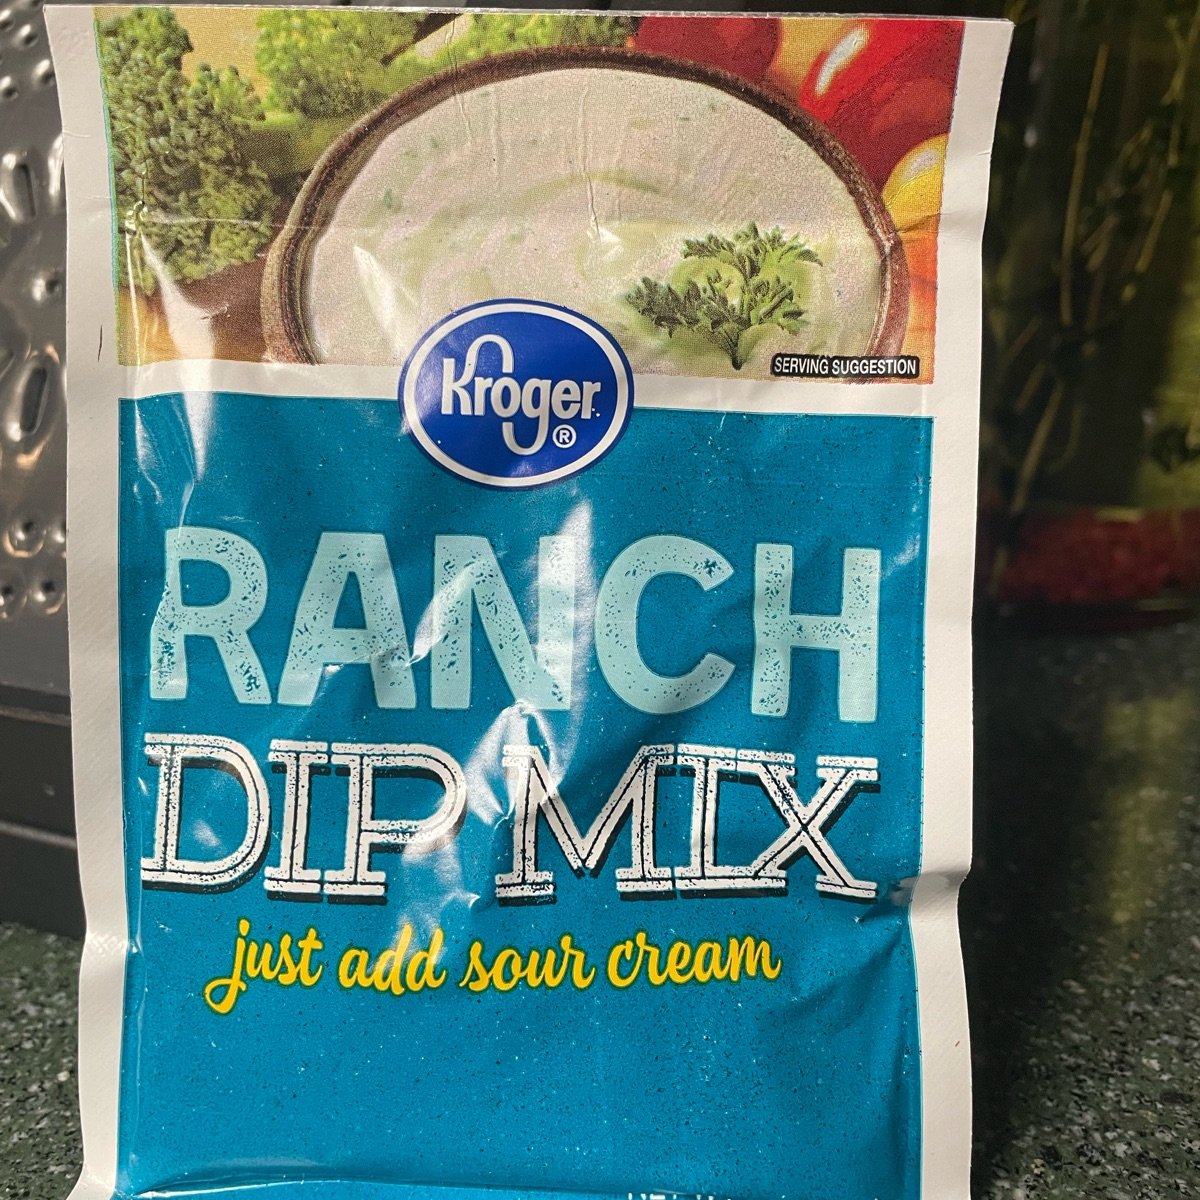 SERVING SUGGESTION
Kroger®
RANCH
DIP MIX
just add sour cream